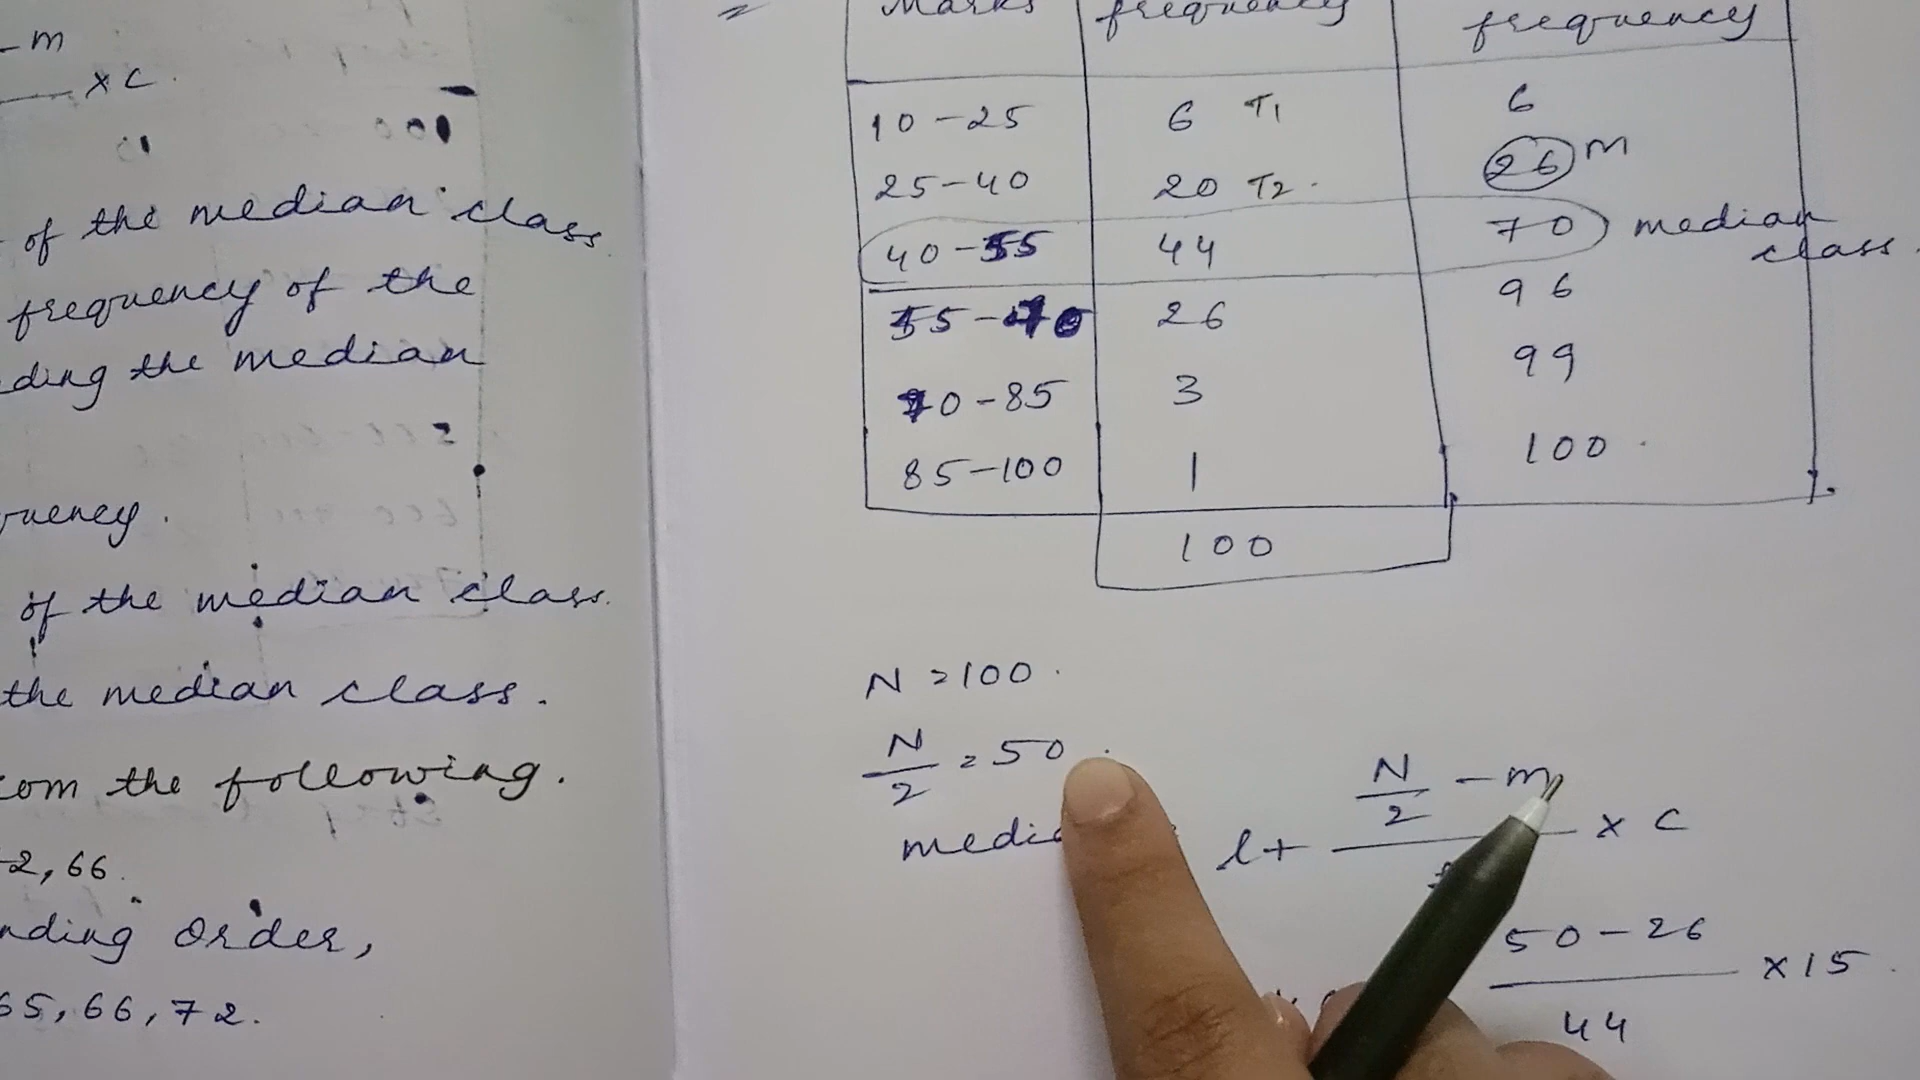 - m
x c.
of the median class
frequency of the
ding the median
quency.
of the median class.
the median class.
com the following.
2, 66.
nding order,
65, 66, 72.
Marks frequency frequency
10-25 6 T1 6
25-40 20 T2. 26 m
40-55 44 70 median class.
55-70 26 96
70-85 3 99
85-100 1 100.
100
N = 100.
N/2 = 50
media
l + N/2 - m x c
50-26/44 x 15.